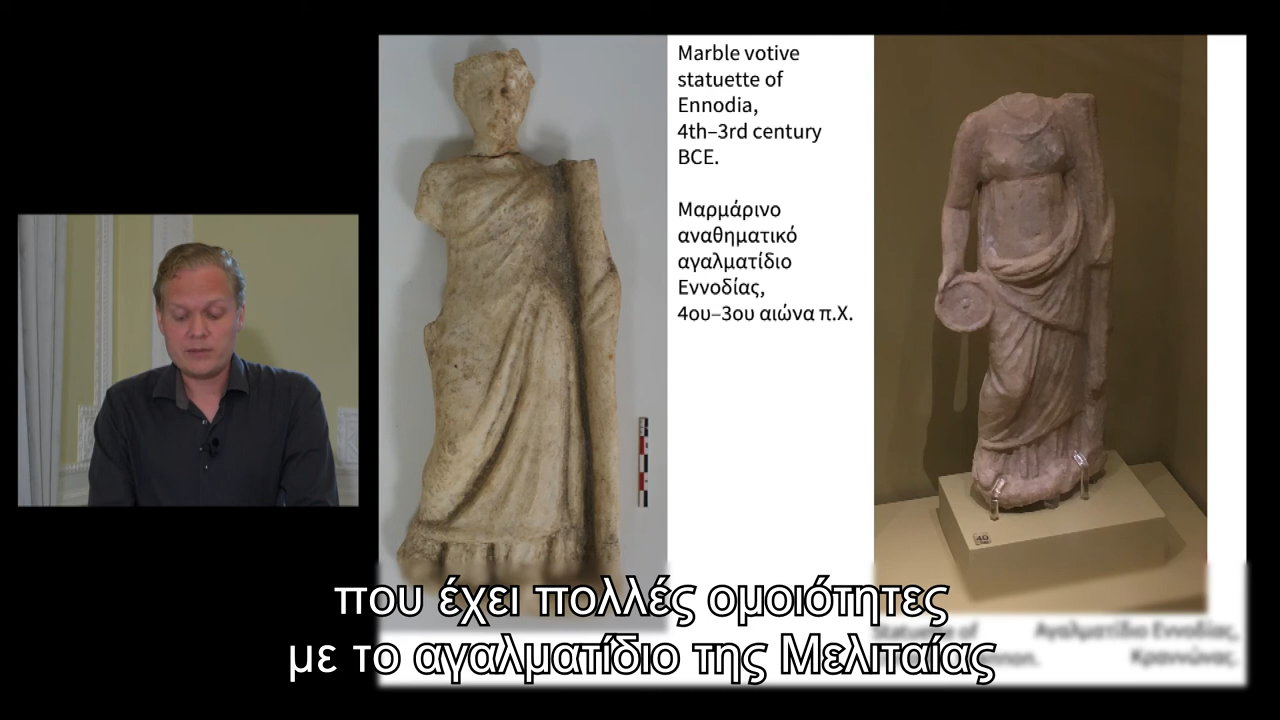 Marble votive
statuette of
Ennodia,
4th–3rd century
BCE.
Μαρμάρινο
αναθηματικό
αγαλματίδιο
Εννοδίας,
4ου–3ου αιώνα π.Χ.
40
Αγαλματίδιο Εννοδίας,
Κραννώνας.
που έχει πολλές ομοιότητες
με το αγαλματίδιο της Μελιταίας